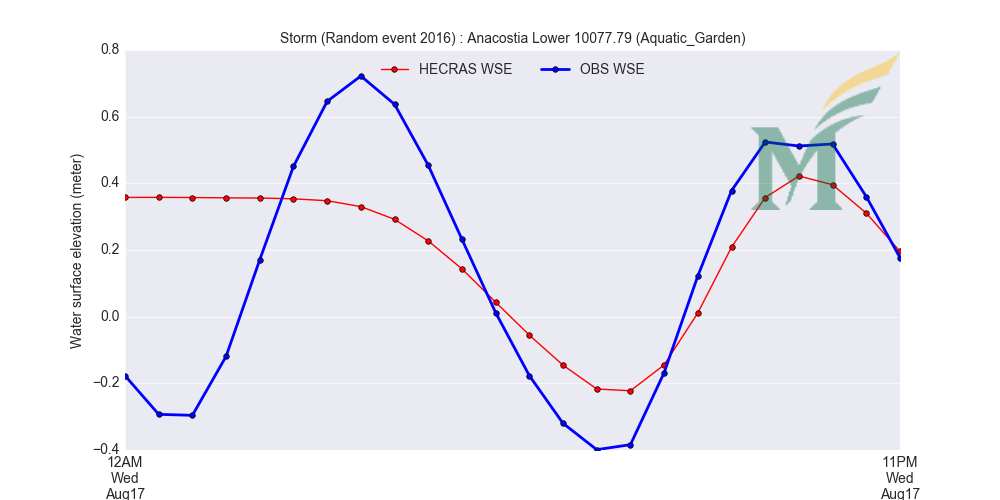 Storm (Random event 2016) : Anacostia Lower 10077.79 (Aquatic_Garden)
HECRAS WSE
OBS WSE
Water surface elevation (meter)
0.8
0.6
0.4
0.2
0.0
−0.2
−0.4
12AM
Wed
Aug17
11PM
Wed
Aug17
M